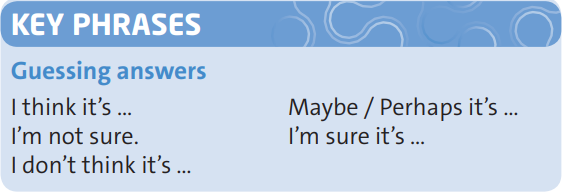 KEY PHRASES
Guessing answers
I think it's ...
I'm not sure.
I don't think it's ...
Maybe / Perhaps it's ...
I'm sure it's ...